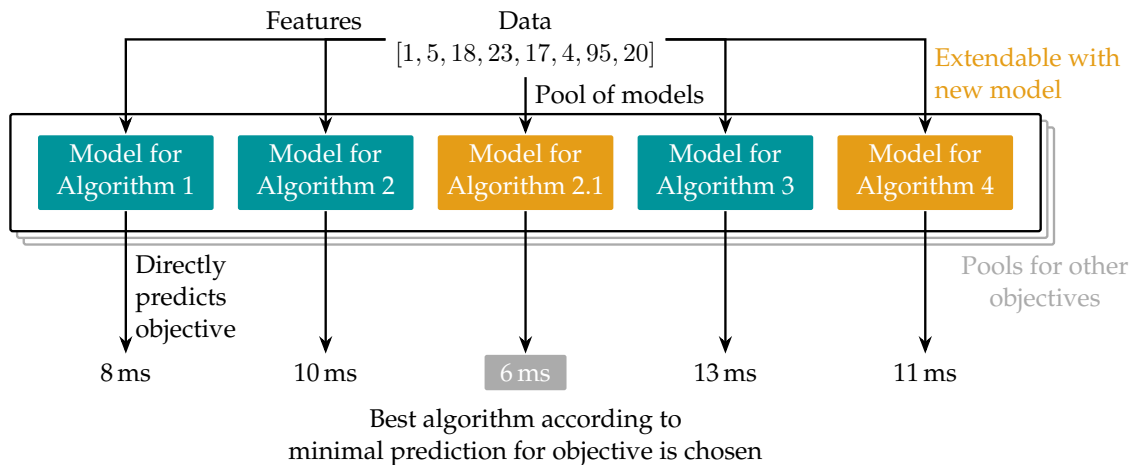 Features
Data
[1, 5, 18, 23, 17, 4, 95, 20]
Extendable with
new model
Pool of models
Model for
Algorithm 1
Model for
Algorithm 2
Model for
Algorithm 2.1
Model for
Algorithm 3
Model for
Algorithm 4
Directly
predicts
objective
Pools for other
objectives
8 ms
10 ms
6 ms
13 ms
11 ms
Best algorithm according to
minimal prediction for objective is chosen